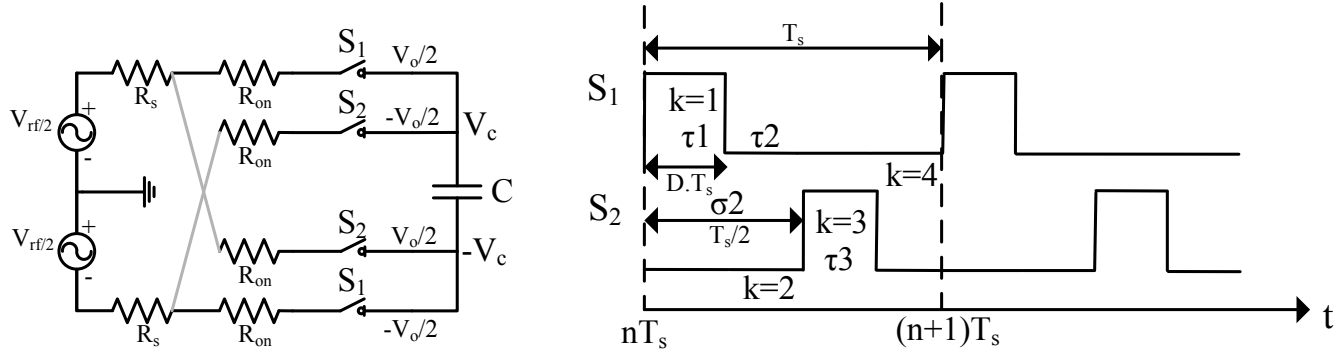 S1
Vo/2
Rs
Ron
S2
-Vo/2
Vc
Vrf/2
+
-
Ron
C
+
Vrf/2
-
S2
Vo/2
-Vc
Ron
S1
Rs
Ron
-Vo/2
Ts
S1
k=1
τ1
τ2
D.Ts
k=4
S2
σ2
Ts/2
k=3
τ3
k=2
nTs
(n+1)Ts
t